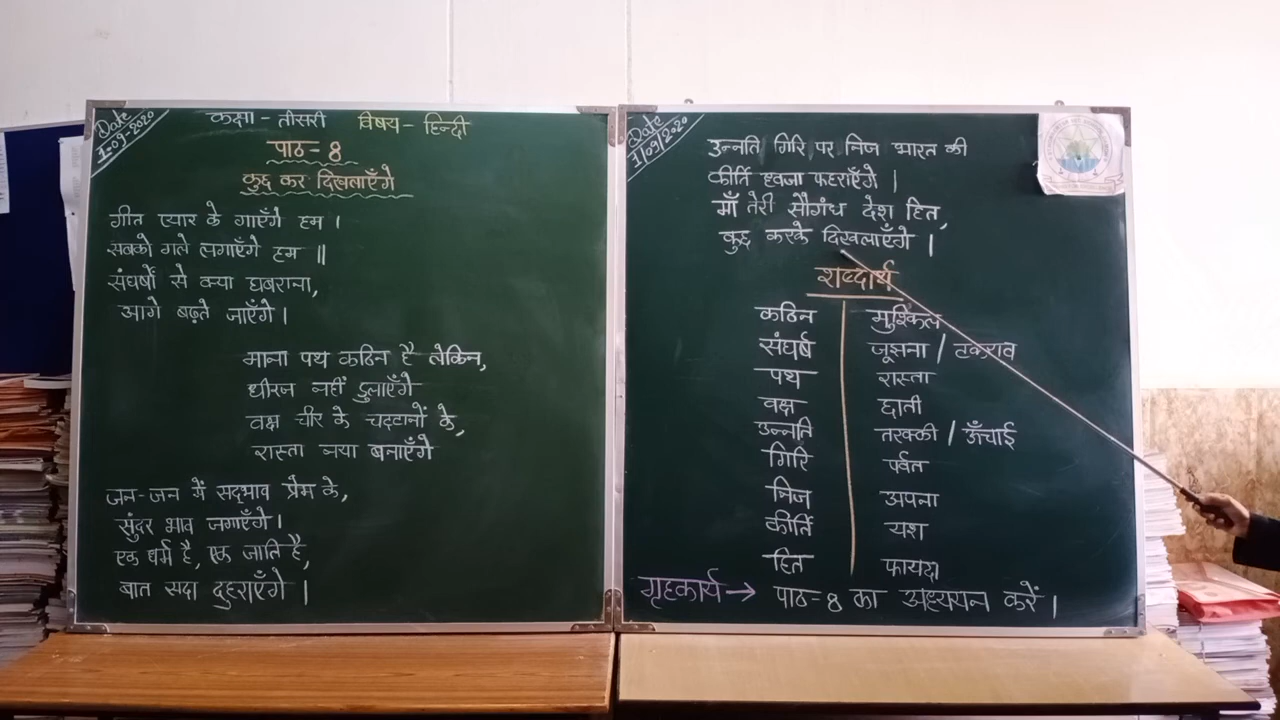 Date
1-09-2020
कक्षा - तीसरी विषय - हिन्दी
पाठ - 8
कुछ कर दिखलाएँगे
गीत प्यार के गाएँगे हम ।
सबको गले लगाएँगे हम ॥
संघर्षों से क्या घबराना,
आगे बढ़ते जाएँगे ।
माना पथ कठिन है लेकिन,
धीरज नहीं डुलाएँगे
वक्ष चीर के चट्टानों के,
रास्ता नया बनाएँगे
जन-जन में सद्भाव प्रेम के,
सुंदर भाव जगाएँगे ।
एक धर्म है, एक जाति है,
बात सदा दुहराएँगे ।
Date
1/09/2020
उन्नति गिरि पर निज भारत की
कीर्ति ध्वजा फहराएँगे ।
माँ तेरी सौगंध देश हित,
कुछ करके दिखलाएँगे ।
शब्दार्थ
कठिन मुश्किल
संघर्ष जूझना / टकराव
पथ रास्ता
वक्ष छाती
उन्नति तरक्की / ऊँचाई
गिरि पर्वत
निज अपना
कीर्ति यश
हित फायदा
गृहकार्य → पाठ-8 का अध्ययन करें ।